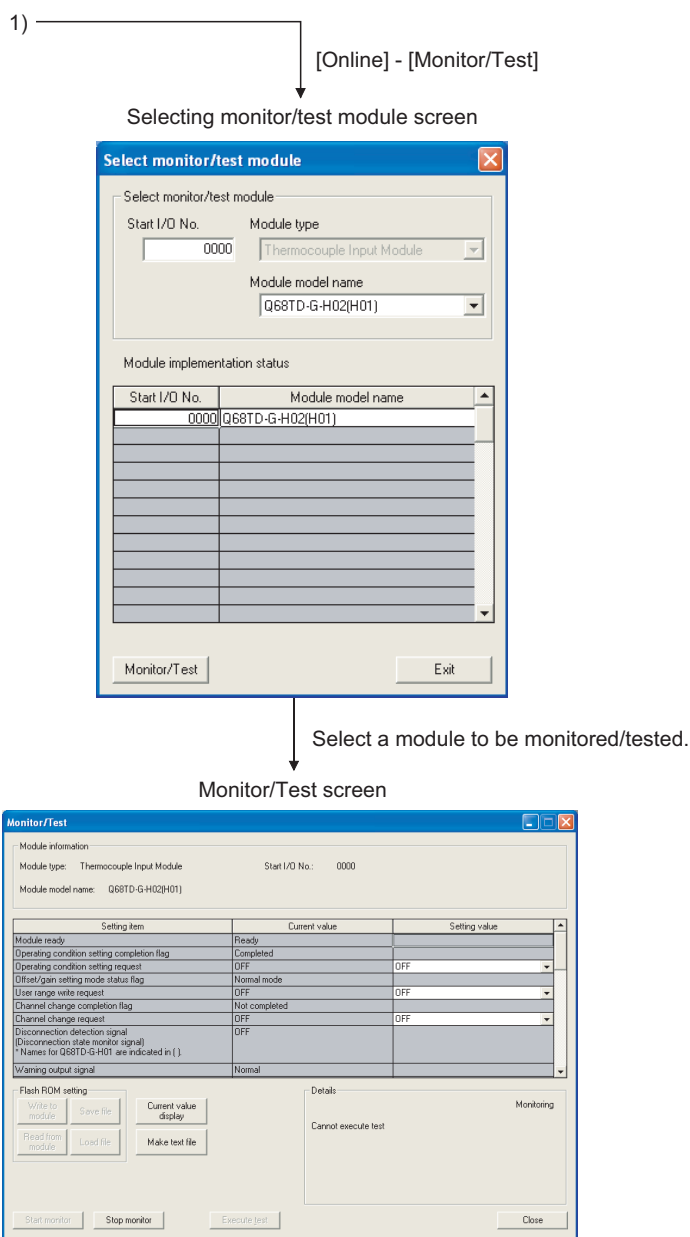 1)
[Online] - [Monitor/Test]
Selecting monitor/test module screen
Select monitor/test module
Select monitor/test module
Start I/O No.
Module type
0000
Thermocouple Input Module
Module model name
Q68TD-G-H02(H01)
Module implementation status
Start I/O No.
Module model name
0000
Q68TD-G-H02(H01)
Monitor/Test
Exit
Select a module to be monitored/tested.
Monitor/Test screen
Monitor/Test
Module information
Module type: Thermocouple Input Module Start I/O No.: 0000
Module model name: Q68TD-G-H02(H01)
Setting item Current value Setting value
Module ready Ready
Operating condition setting completion flag Completed
Operating condition setting request OFF OFF
Offset/gain setting mode status flag Normal mode
User range write request OFF OFF
Channel change completion flag Not completed
Channel change request OFF OFF
Disconnection detection signal OFF
(Disconnection state monitor signal)
* Names for Q68TD-G-H01 are indicated in ( ).
Warning output signal Normal
Flash ROM setting
Write to
module
Save file
Current value
display
Read from
module
Load file
Make text file
Details
Monitoring
Cannot execute test
Start monitor
Stop monitor
Execute test
Close